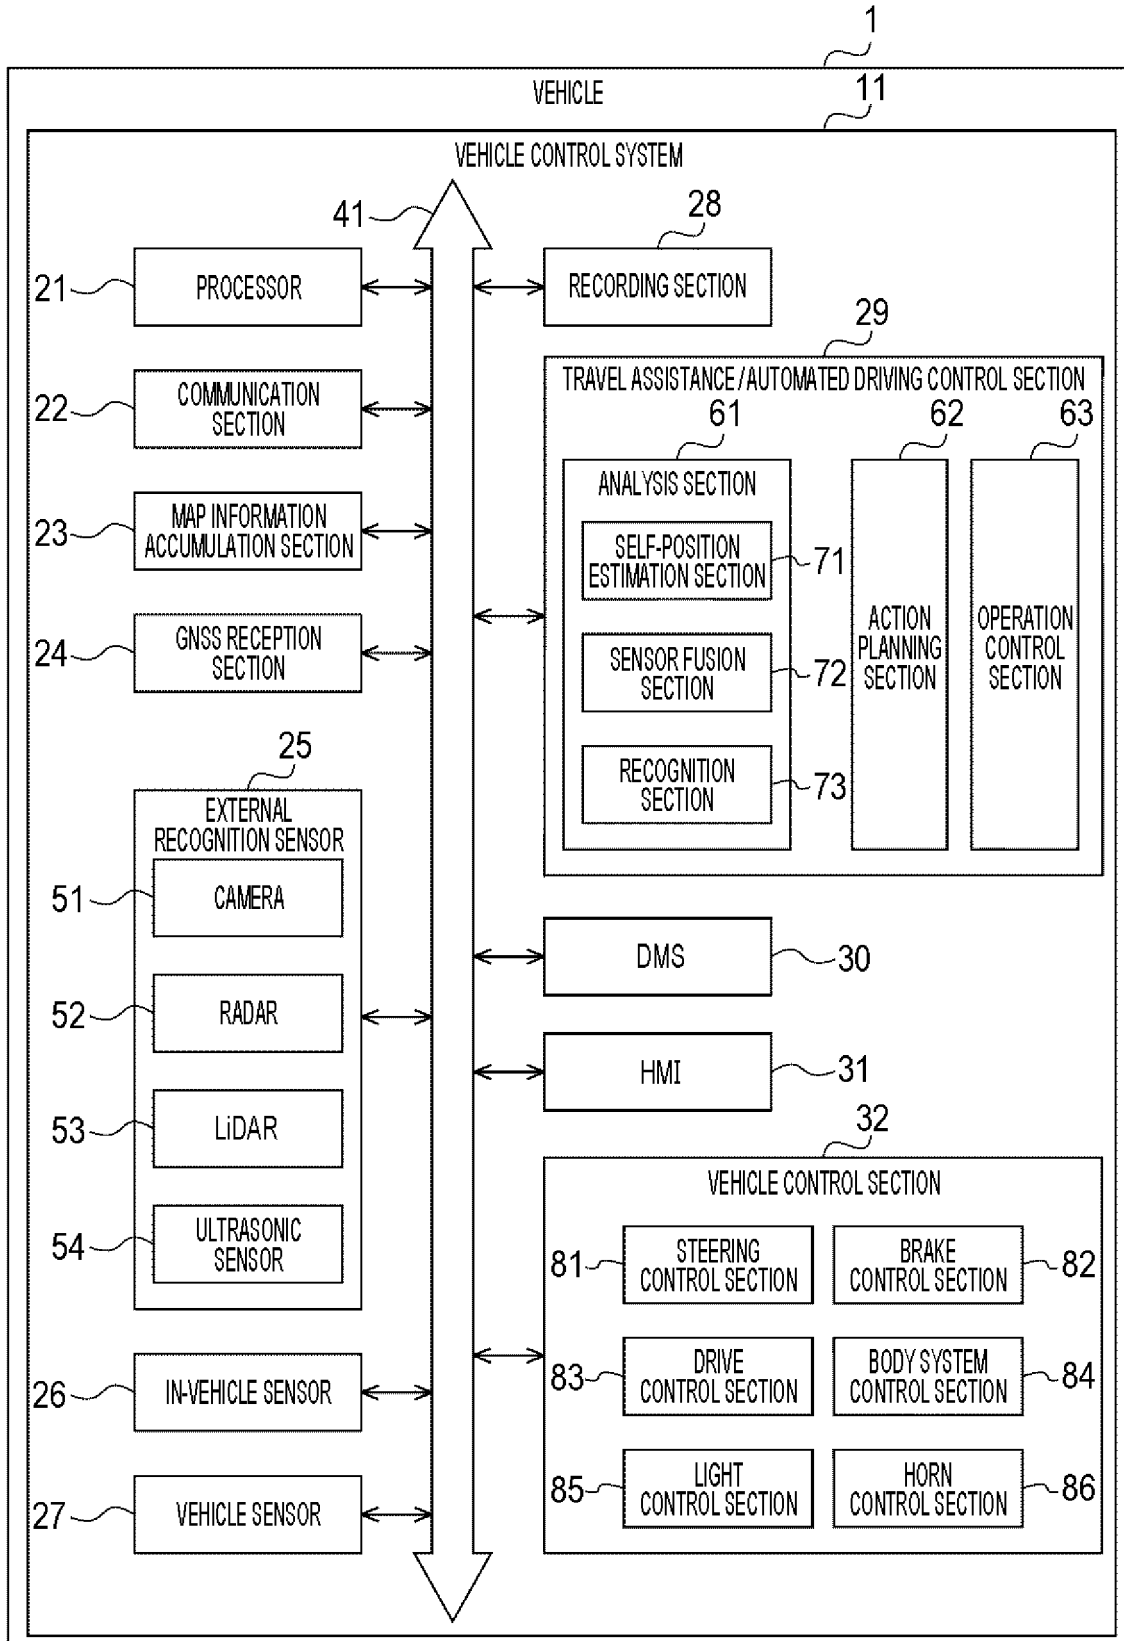 1
VEHICLE
11
VEHICLE CONTROL SYSTEM
41
21
PROCESSOR
22
COMMUNICATION
SECTION
23
MAP INFORMATION
ACCUMULATION SECTION
24
GNSS RECEPTION
SECTION
25
EXTERNAL
RECOGNITION SENSOR
51
CAMERA
52
RADAR
53
LiDAR
54
ULTRASONIC
SENSOR
26
IN-VEHICLE SENSOR
27
VEHICLE SENSOR
28
RECORDING SECTION
29
TRAVEL ASSISTANCE/AUTOMATED DRIVING CONTROL SECTION
61
ANALYSIS SECTION
SELF-POSITION
ESTIMATION SECTION
71
SENSOR FUSION
SECTION
72
RECOGNITION
SECTION
73
62
ACTION
PLANNING
SECTION
63
OPERATION
CONTROL
SECTION
DMS
30
HMI
31
32
VEHICLE CONTROL SECTION
81
STEERING
CONTROL SECTION
BRAKE
CONTROL SECTION
82
83
DRIVE
CONTROL SECTION
BODY SYSTEM
CONTROL SECTION
84
85
LIGHT
CONTROL SECTION
HORN
CONTROL SECTION
86